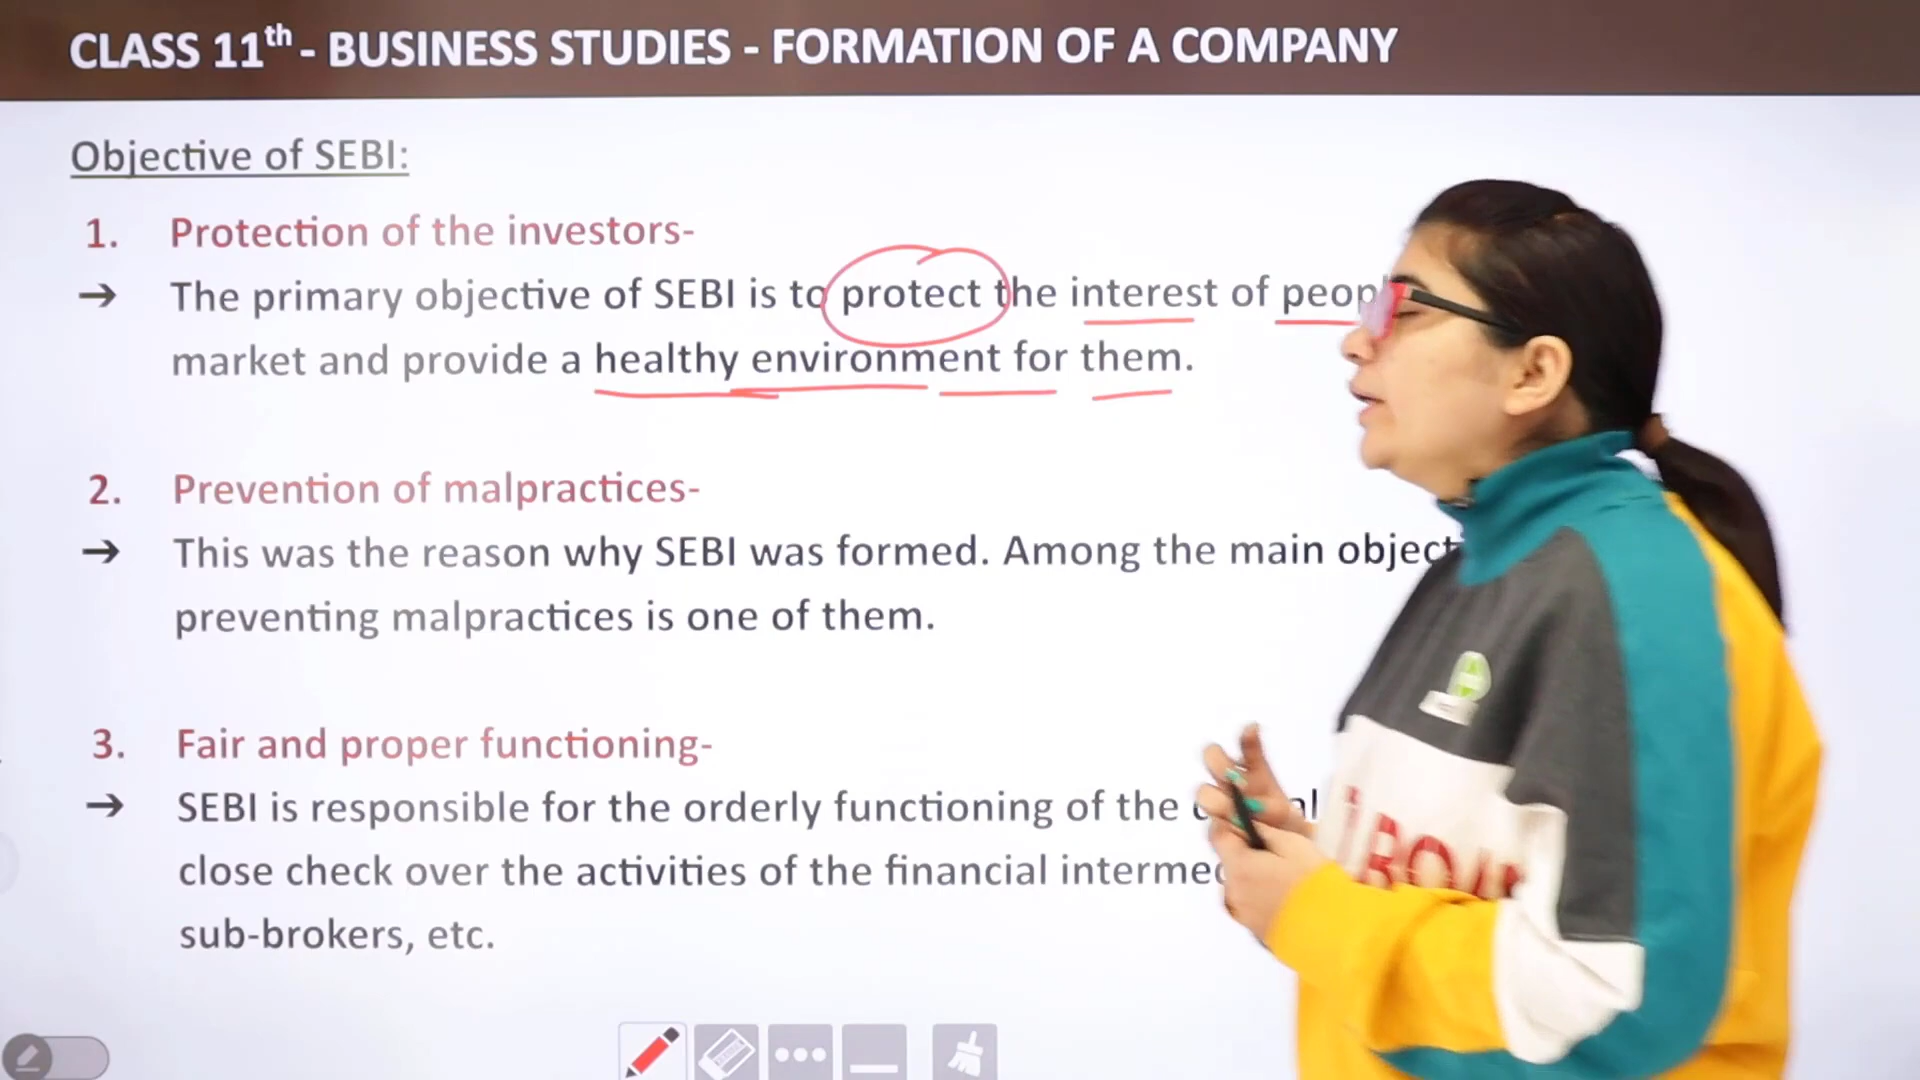 CLASS 11th - BUSINESS STUDIES - FORMATION OF A COMPANY
Objective of SEBI:
1. Protection of the investors-
→ The primary objective of SEBI is to protect the interest of
market and provide a healthy environment for them.
2. Prevention of malpractices-
→ This was the reason why SEBI was formed. Among the main
preventing malpractices is one of them.
3. Fair and proper functioning-
→ SEBI is responsible for the orderly functioning of the
close check over the activities of the financial
sub-brokers, etc.